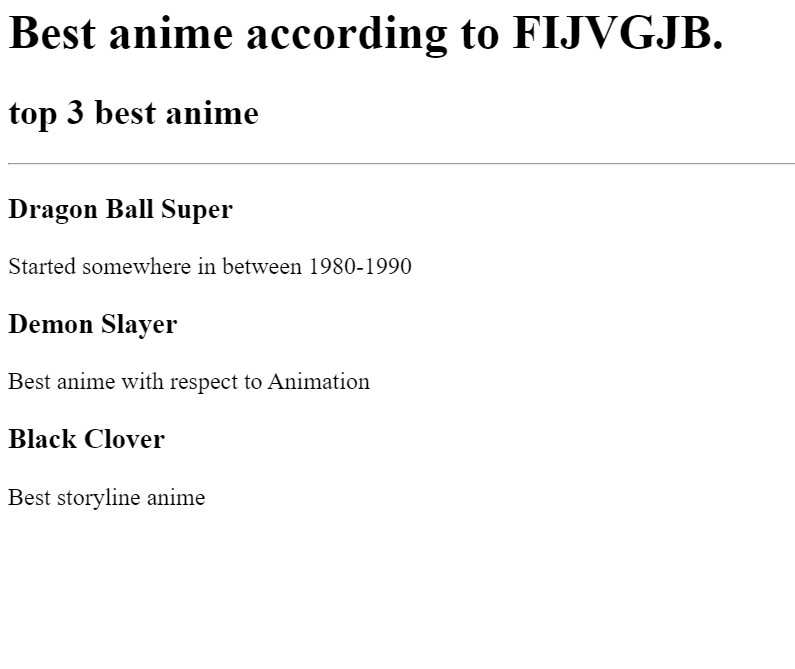 Best anime according to FIJVGJB.
top 3 best anime
Dragon Ball Super
Started somewhere in between 1980-1990
Demon Slayer
Best anime with respect to Animation
Black Clover
Best storyline anime